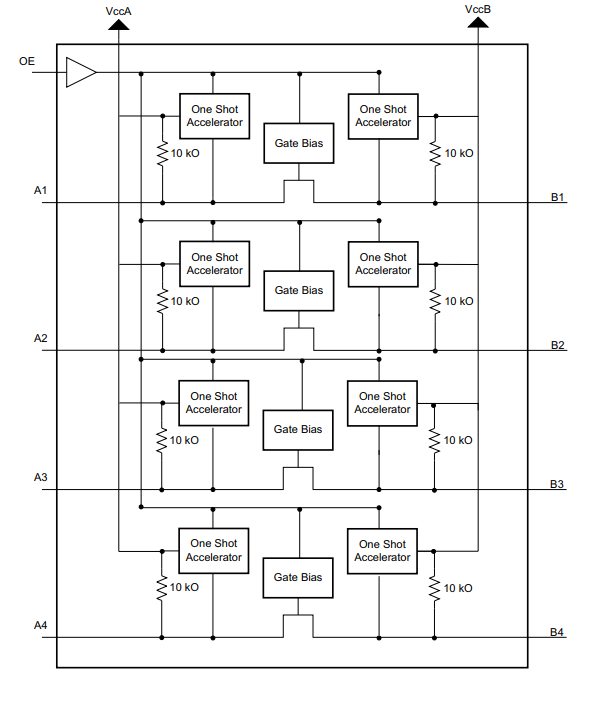 VccA
VccB
OE
One Shot
Accelerator
One Shot
Accelerator
Gate Bias
10 kO
10 kO
A1
B1
One Shot
Accelerator
One Shot
Accelerator
Gate Bias
10 kO
10 kO
A2
B2
One Shot
Accelerator
One Shot
Accelerator
Gate Bias
10 kO
10 kO
A3
B3
One Shot
Accelerator
One Shot
Accelerator
Gate Bias
10 kO
10 kO
A4
B4